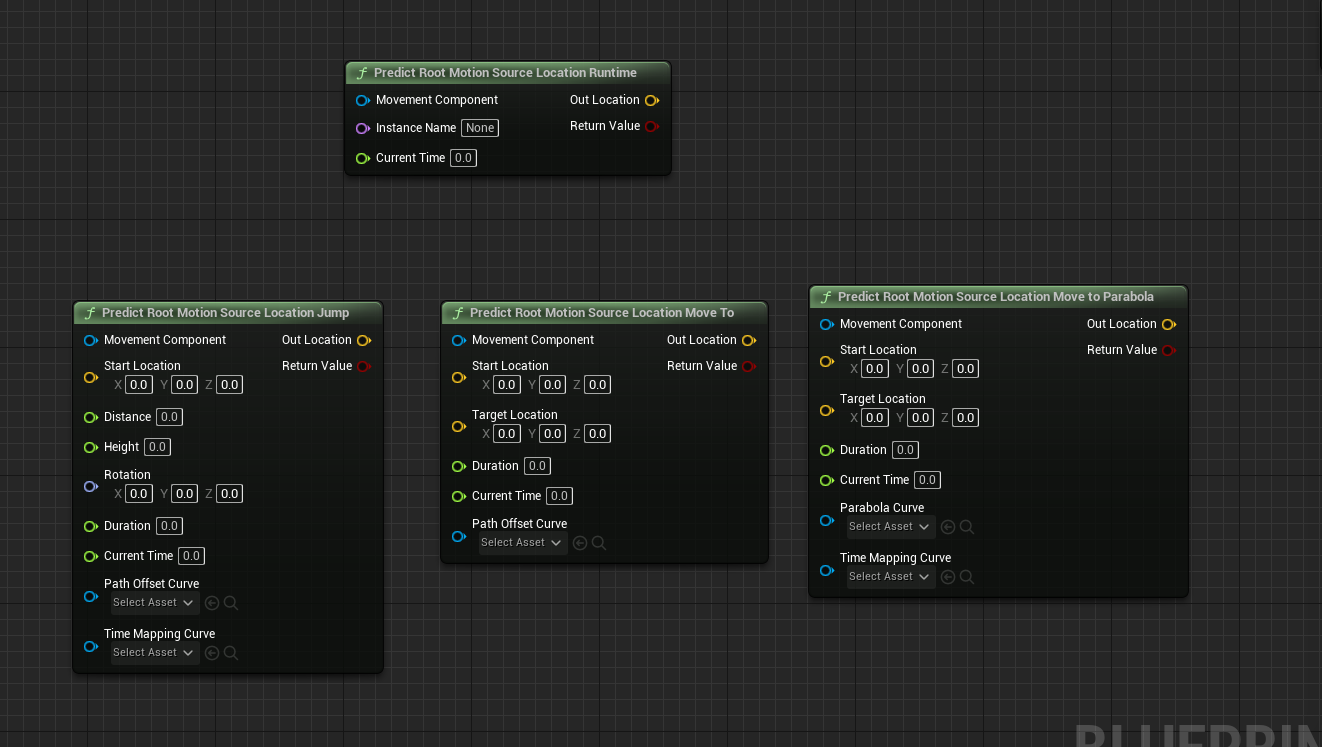 Predict Root Motion Source Location Runtime
Movement Component Out Location
Instance Name None Return Value
Current Time 0.0
Predict Root Motion Source Location Jump
Movement Component Out Location
Start Location Return Value
X 0.0 Y 0.0 Z 0.0
Distance 0.0
Height 0.0
Rotation
X 0.0 Y 0.0 Z 0.0
Duration 0.0
Current Time 0.0
Path Offset Curve
Select Asset
Time Mapping Curve
Select Asset
Predict Root Motion Source Location Move To
Movement Component Out Location
Start Location Return Value
X 0.0 Y 0.0 Z 0.0
Target Location
X 0.0 Y 0.0 Z 0.0
Duration 0.0
Current Time 0.0
Path Offset Curve
Select Asset
Predict Root Motion Source Location Move to Parabola
Movement Component Out Location
Start Location Return Value
X 0.0 Y 0.0 Z 0.0
Target Location
X 0.0 Y 0.0 Z 0.0
Duration 0.0
Current Time 0.0
Parabola Curve
Select Asset
Time Mapping Curve
Select Asset